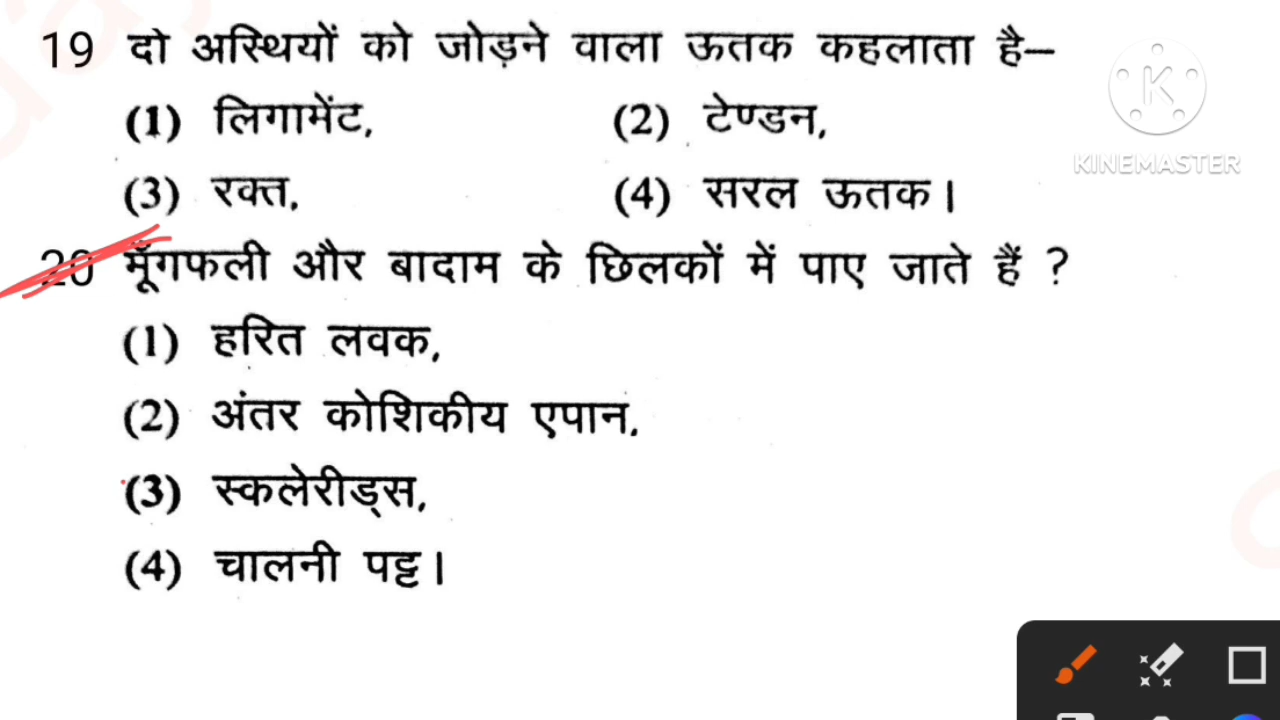 19 दो अस्थियों को जोड़ने वाला ऊतक कहलाता है–
(1) लिगामेंट, (2) टेण्डन,
(3) रक्त, (4) सरल ऊतक।
KINEMASTER
20 मूँगफली और बादाम के छिलकों में पाए जाते हैं ?
(1) हरित लवक,
(2) अंतर कोशिकीय एपान,
(3) स्कलेरीड्स,
(4) चालनी पट्ट।